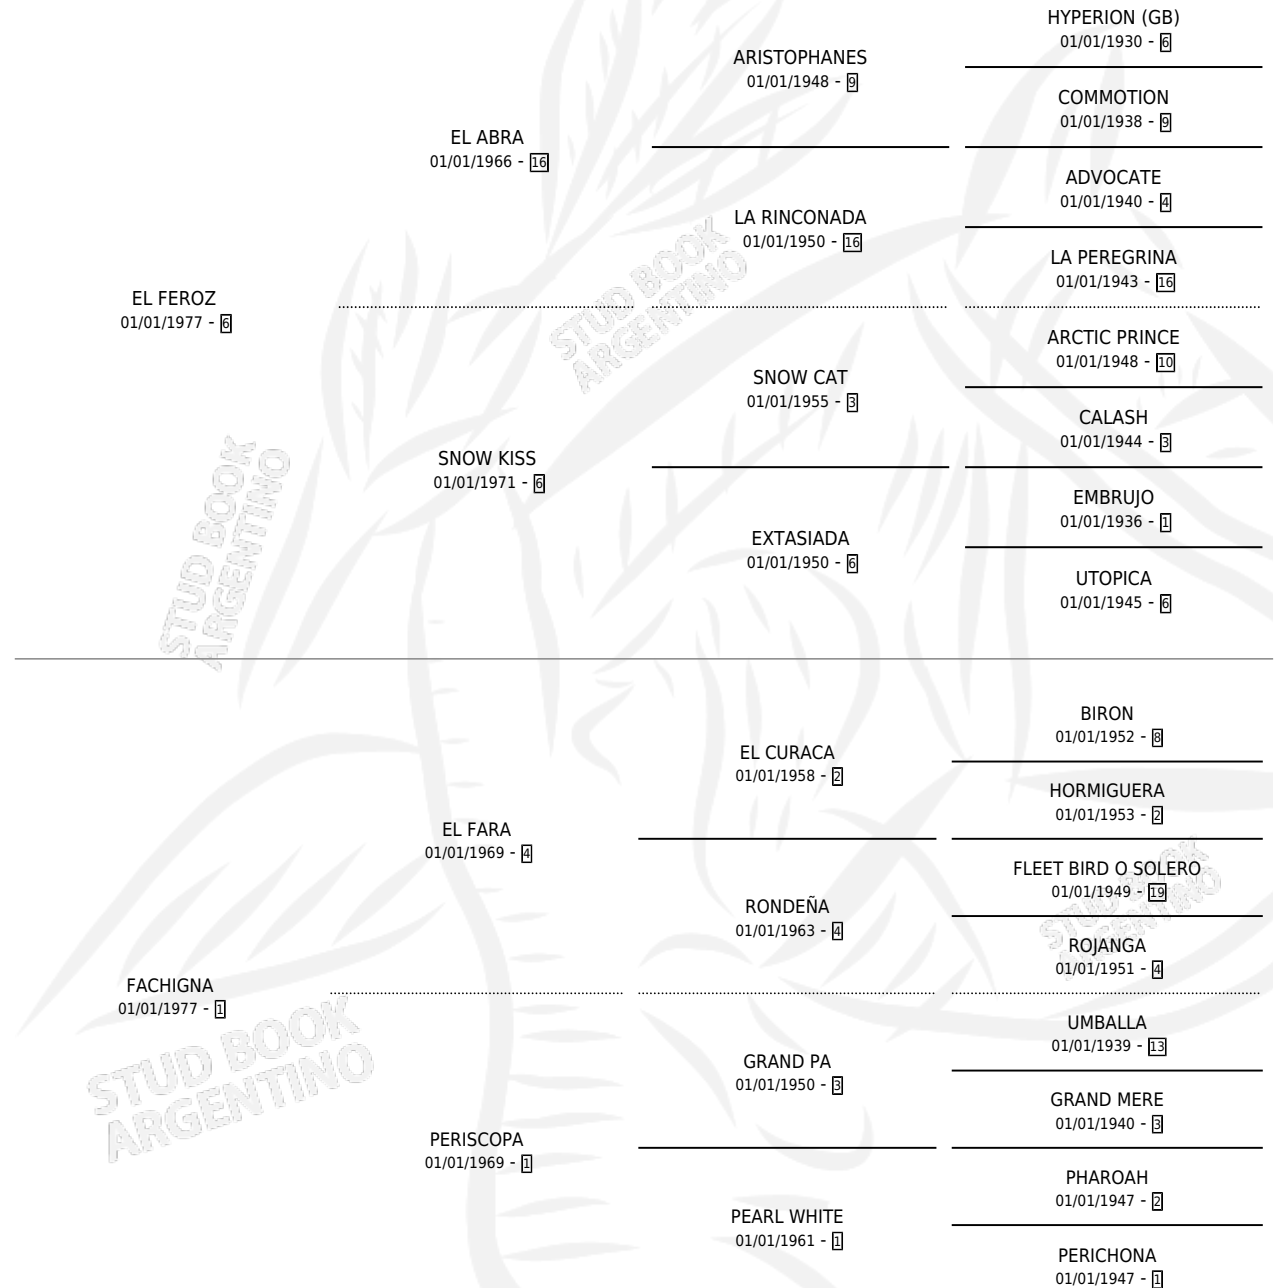 HYPERION (GB)
01/01/1930 - 6
ARISTOPHANES
01/01/1948 - 9
COMMOTION
01/01/1938 - 9
EL ABRA
01/01/1966 - 16
ADVOCATE
01/01/1940 - 4
LA RINCONADA
01/01/1950 - 16
LA PEREGRINA
01/01/1943 - 16
EL FEROZ
01/01/1977 - 6
STUD BOOK
ARGENTINO
ARCTIC PRINCE
01/01/1948 - 10
SNOW CAT
01/01/1955 - 3
CALASH
01/01/1944 - 3
SNOW KISS
01/01/1971 - 6
EMBRUJO
01/01/1936 - 1
EXTASIADA
01/01/1950 - 6
UTOPICA
01/01/1945 - 6
STUD BOOK
ARGENTINO
BIRON
01/01/1952 - 8
EL CURACA
01/01/1958 - 2
HORMIGUERA
01/01/1953 - 2
EL FARA
01/01/1969 - 4
FLEET BIRD O SOLERO
01/01/1949 - 19
RONDEÑA
01/01/1963 - 4
STUD BOOK
ARGENTINO
ROJANGA
01/01/1951 - 4
FACHIGNA
01/01/1977 - 1
UMBALLA
01/01/1939 - 13
STUD BOOK
ARGENTINO
GRAND PA
01/01/1950 - 3
GRAND MERE
01/01/1940 - 3
PERISCOPA
01/01/1969 - 1
PHAROAH
01/01/1947 - 2
PEARL WHITE
01/01/1961 - 1
PERICHONA
01/01/1947 - 1